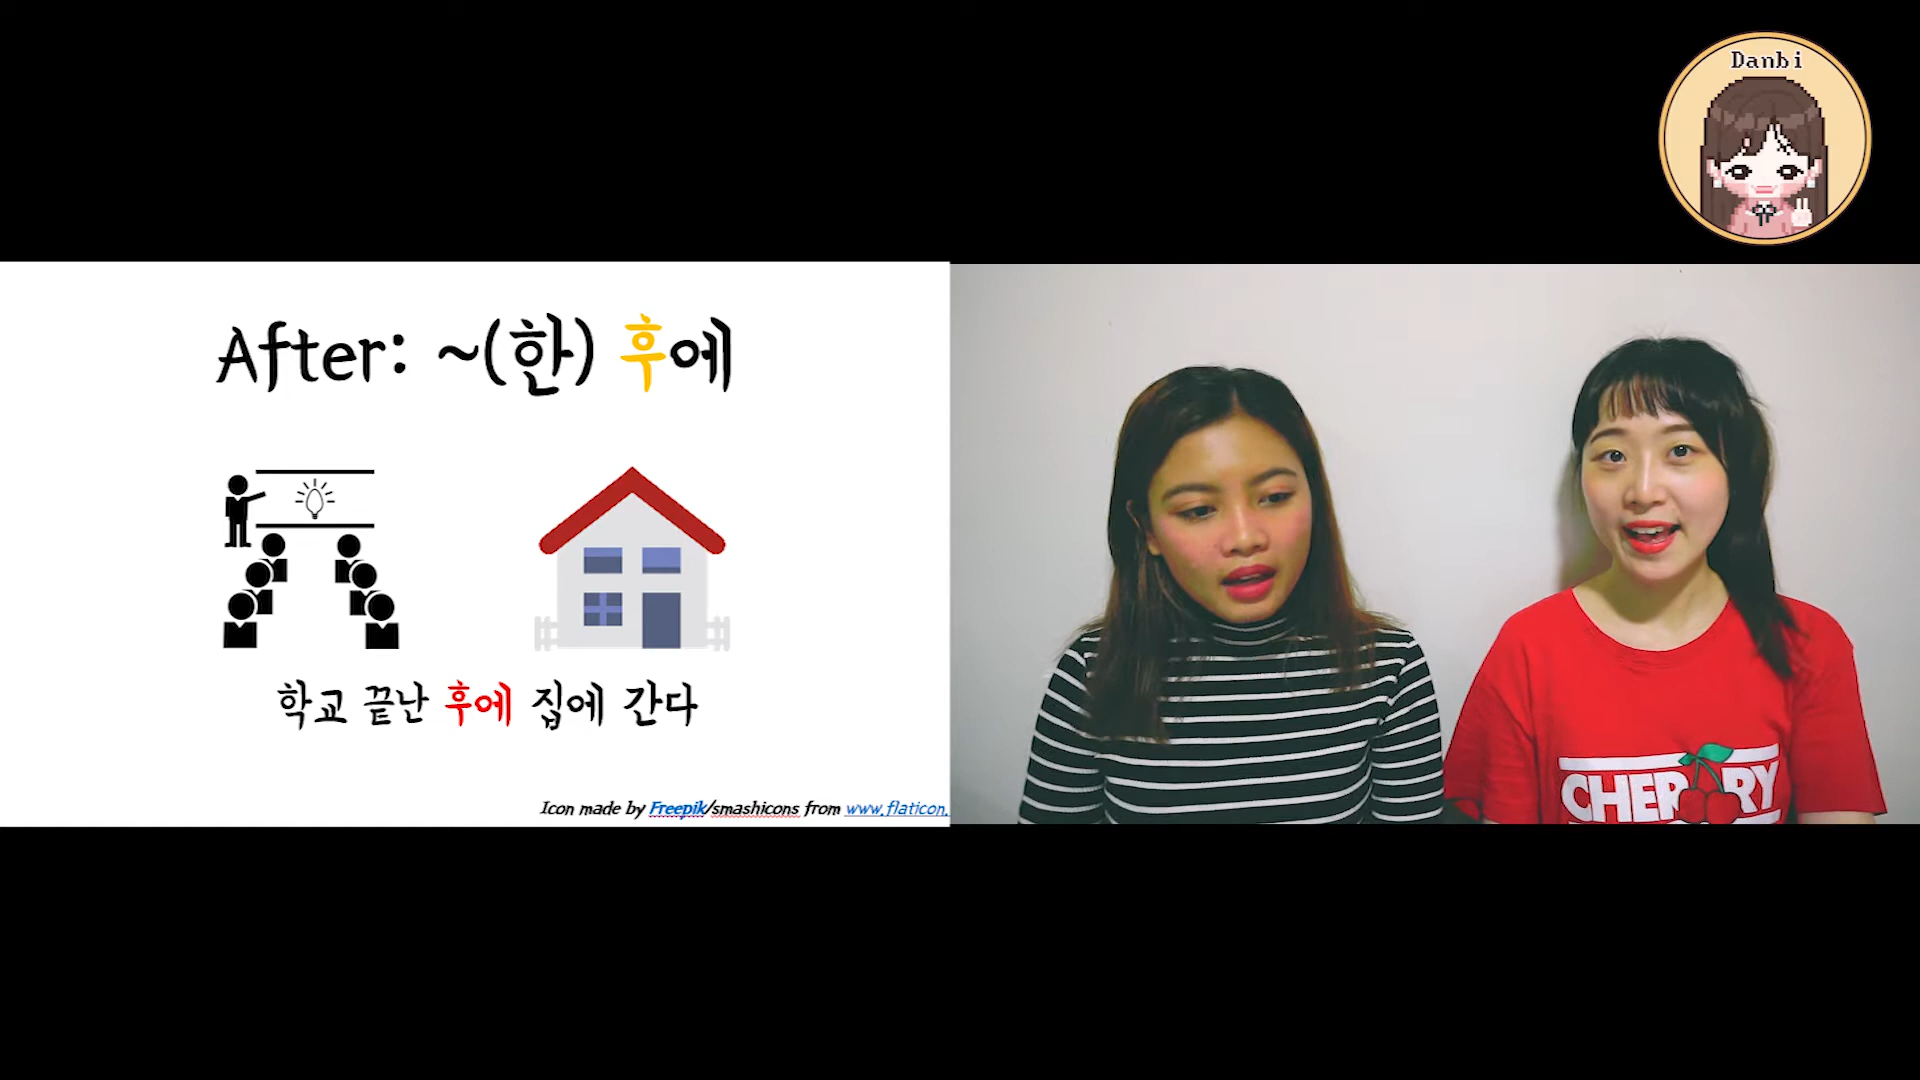 Danbi
After: ~(한) 후에
학교 끝난 후에 집에 간다
Icon made by Freepik/smashicons from www.flaticon.
CHERRY